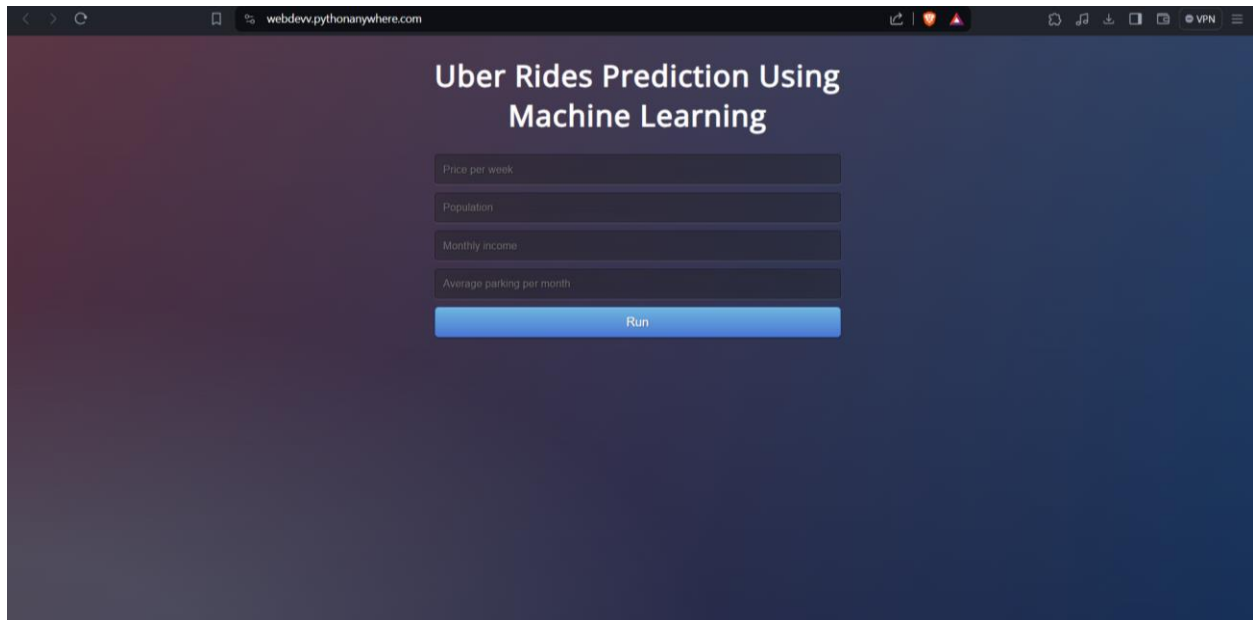 webdevv.pythonanywhere.com
VPN
Uber Rides Prediction Using
Machine Learning
Price per week
Population
Monthly income
Average parking per month
Run